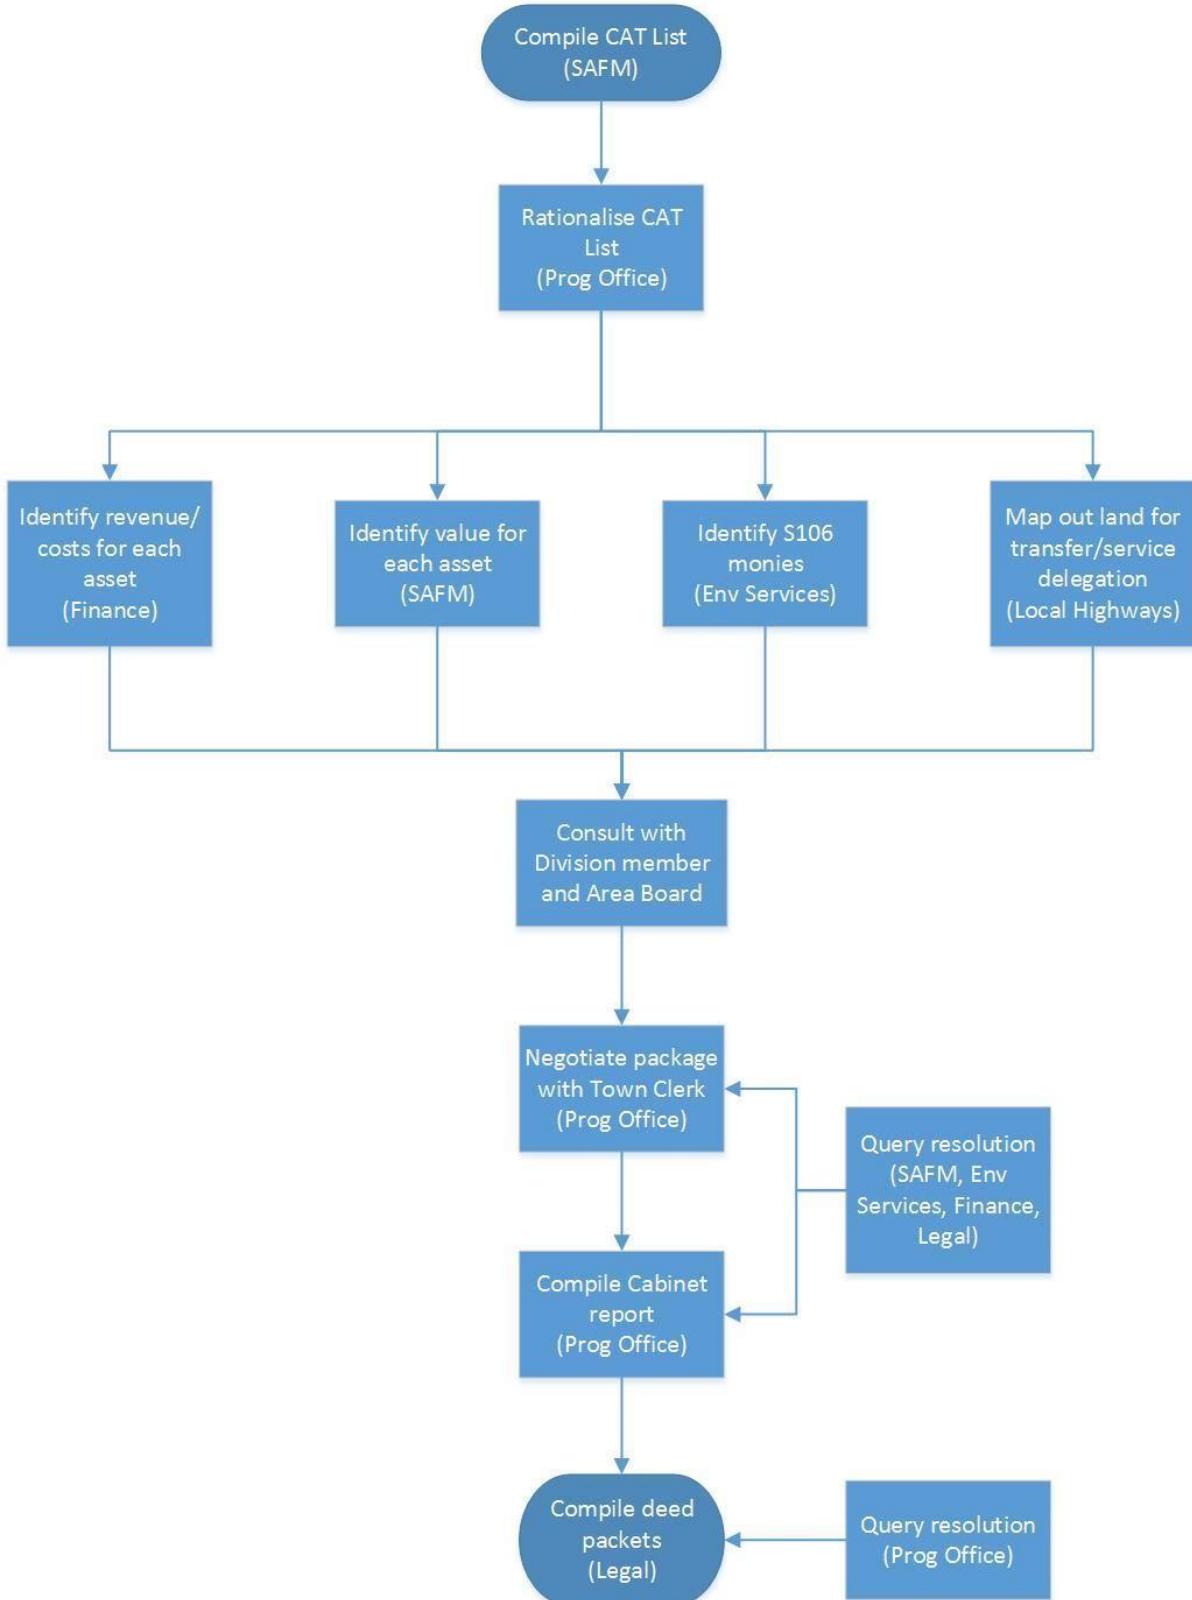 Compile CAT List
(SAFM)
Rationalise CAT
List
(Prog Office)
Identify revenue/
costs for each
asset
(Finance)
Identify value for
each asset
(SAFM)
Identify S106
monies
(Env Services)
Map out land for
transfer/service
delegation
(Local Highways)
Consult with
Division member
and Area Board
Negotiate package
with Town Clerk
(Prog Office)
Query resolution
(SAFM, Env
Services, Finance,
Legal)
Compile Cabinet
report
(Prog Office)
Compile deed
packets
(Legal)
Query resolution
(Prog Office)